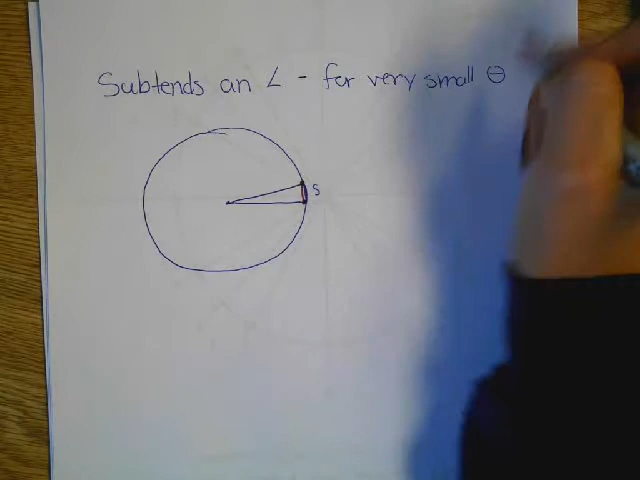 Subtends an ∠ - for very small θ
s